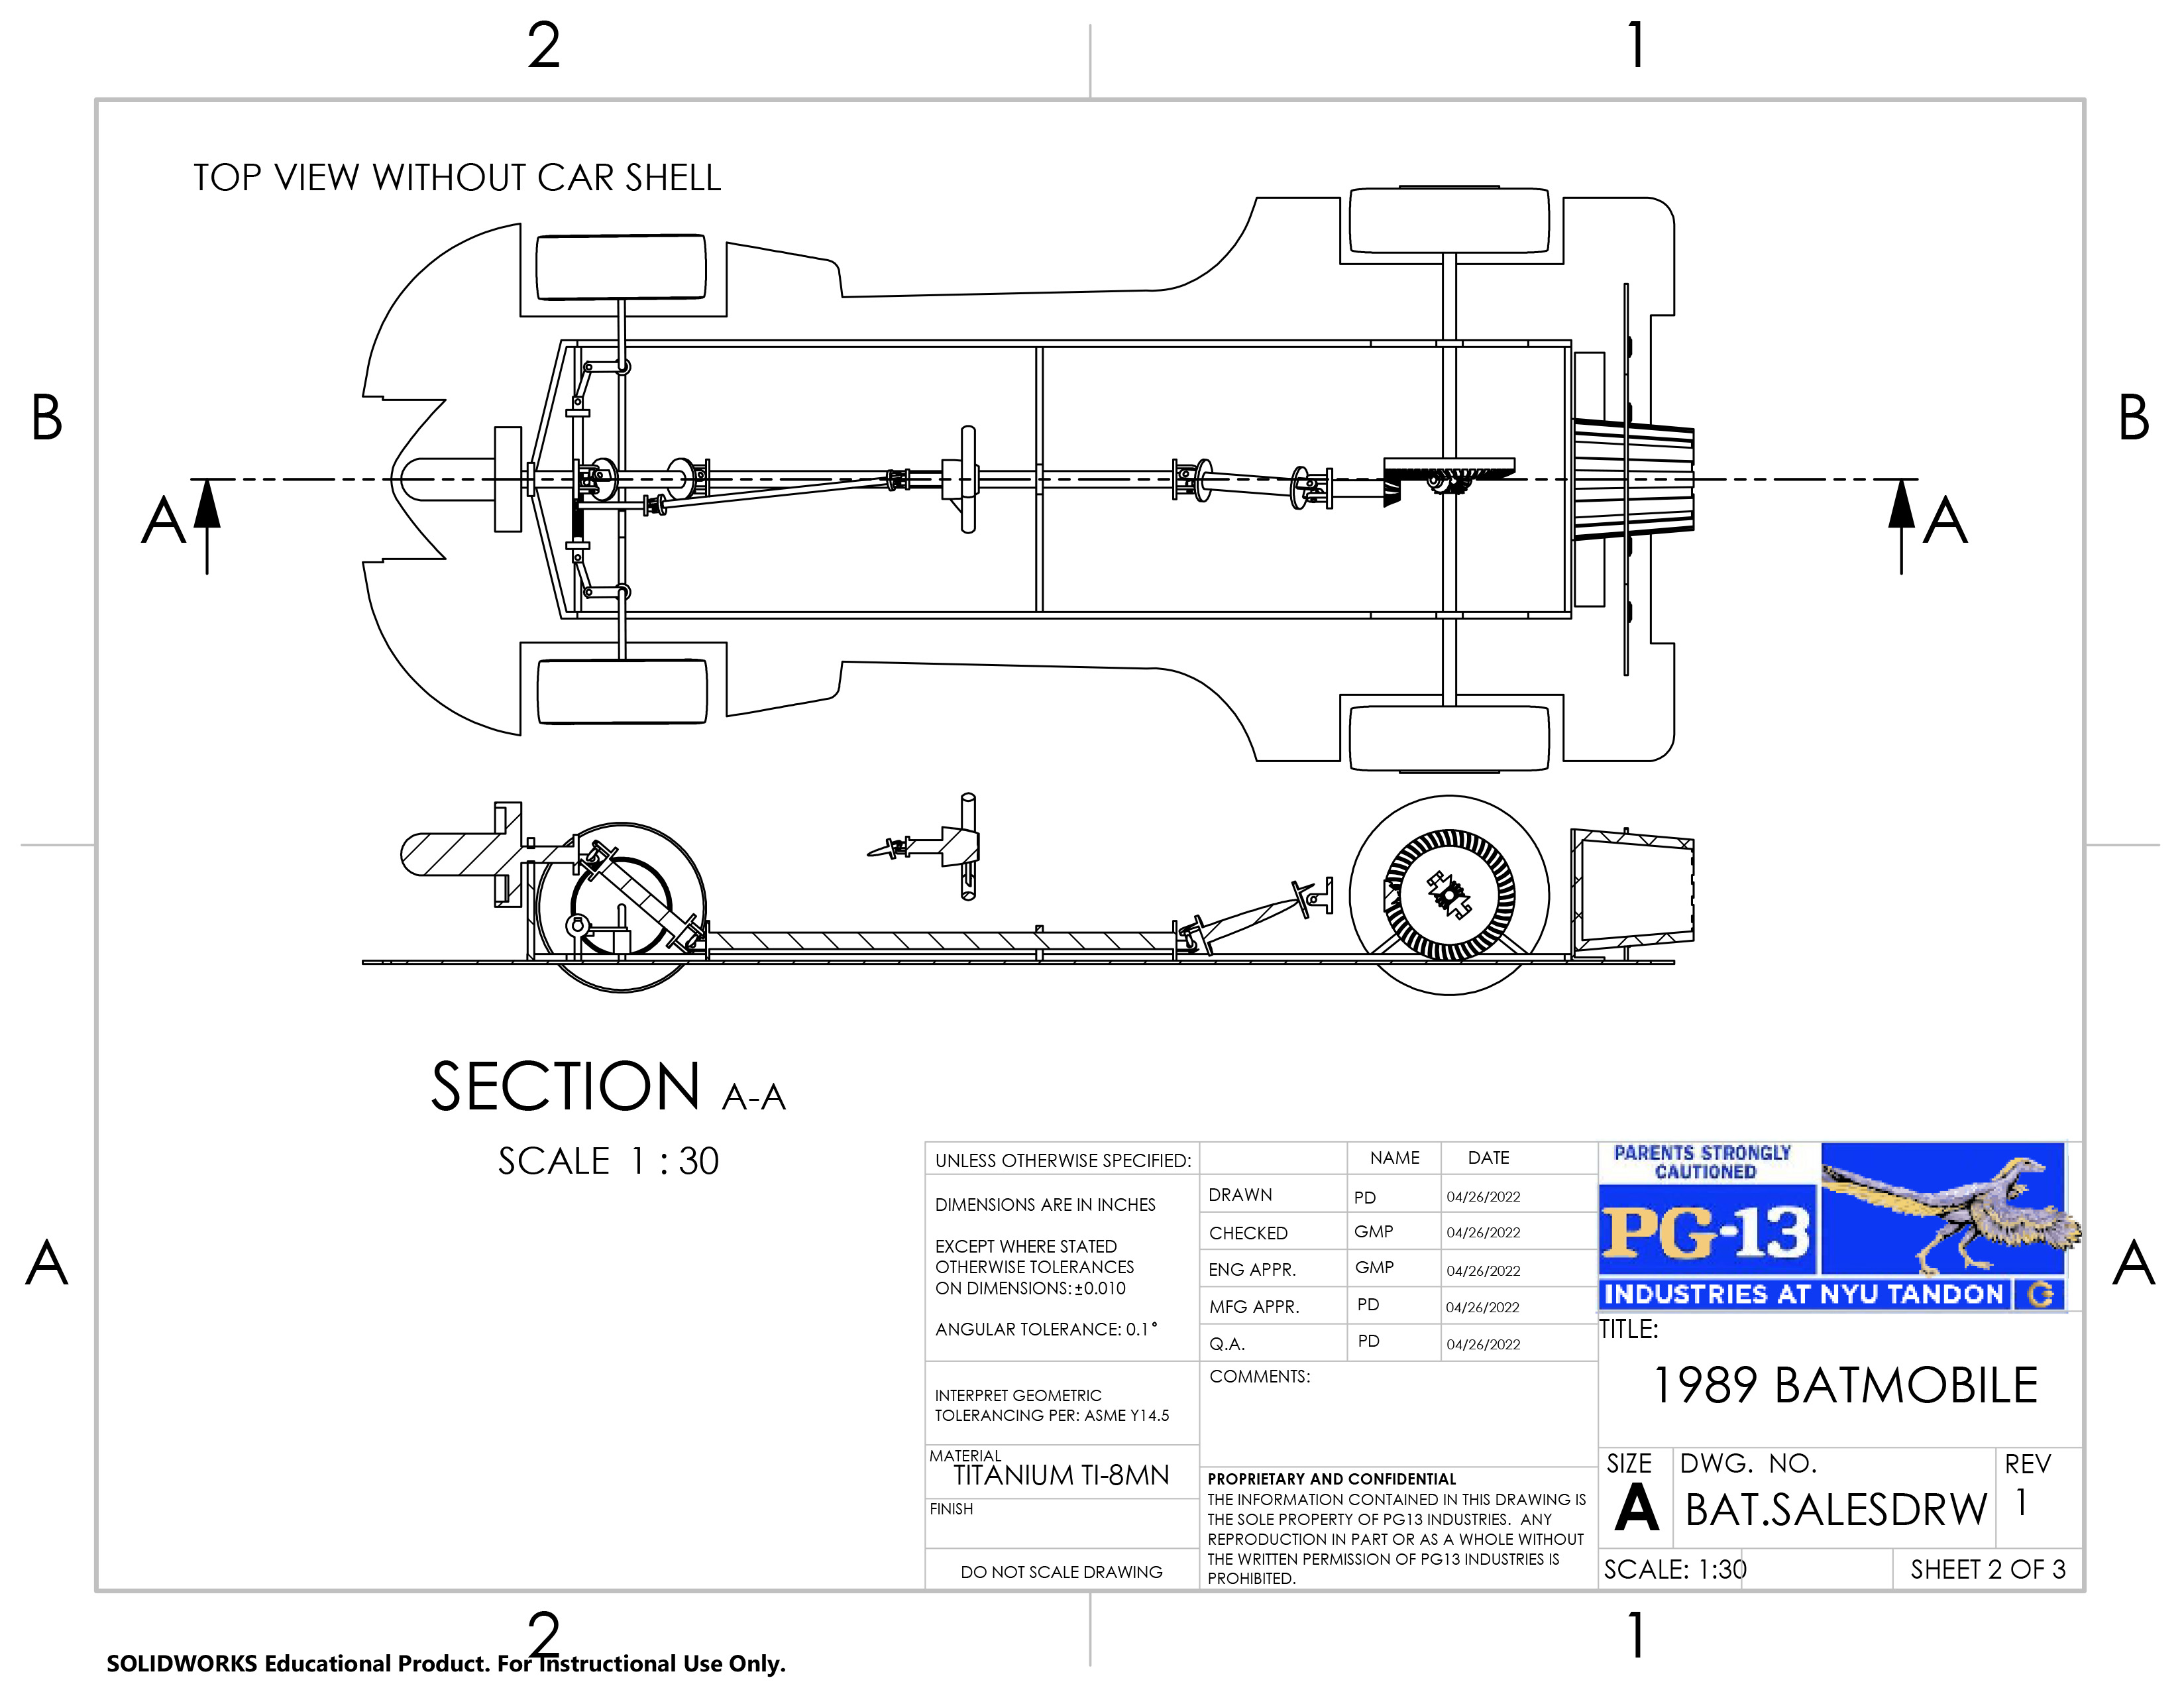 2
1
TOP VIEW WITHOUT CAR SHELL
B
B
A
A
SECTION A-A
SCALE 1 : 30
A
A
UNLESS OTHERWISE SPECIFIED:
DIMENSIONS ARE IN INCHES
EXCEPT WHERE STATED
OTHERWISE TOLERANCES
ON DIMENSIONS: ±0.010
ANGULAR TOLERANCE: 0.1°
INTERPRET GEOMETRIC
TOLERANCING PER: ASME Y14.5
MATERIAL
TITANIUM TI-8MN
FINISH
DO NOT SCALE DRAWING
NAME DATE
DRAWN PD 04/26/2022
CHECKED GMP 04/26/2022
ENG APPR. GMP 04/26/2022
MFG APPR. PD 04/26/2022
Q.A. PD 04/26/2022
COMMENTS:
PROPRIETARY AND CONFIDENTIAL
THE INFORMATION CONTAINED IN THIS DRAWING IS
THE SOLE PROPERTY OF PG13 INDUSTRIES. ANY
REPRODUCTION IN PART OR AS A WHOLE WITHOUT
THE WRITTEN PERMISSION OF PG13 INDUSTRIES IS
PROHIBITED.
PARENTS STRONGLY
CAUTIONED
PG-13
INDUSTRIES AT NYU TANDON
TITLE:
1989 BATMOBILE
SIZE DWG. NO. REV
A BAT.SALESDRW 1
SCALE: 1:30 SHEET 2 OF 3
2
1
SOLIDWORKS Educational Product. For Instructional Use Only.